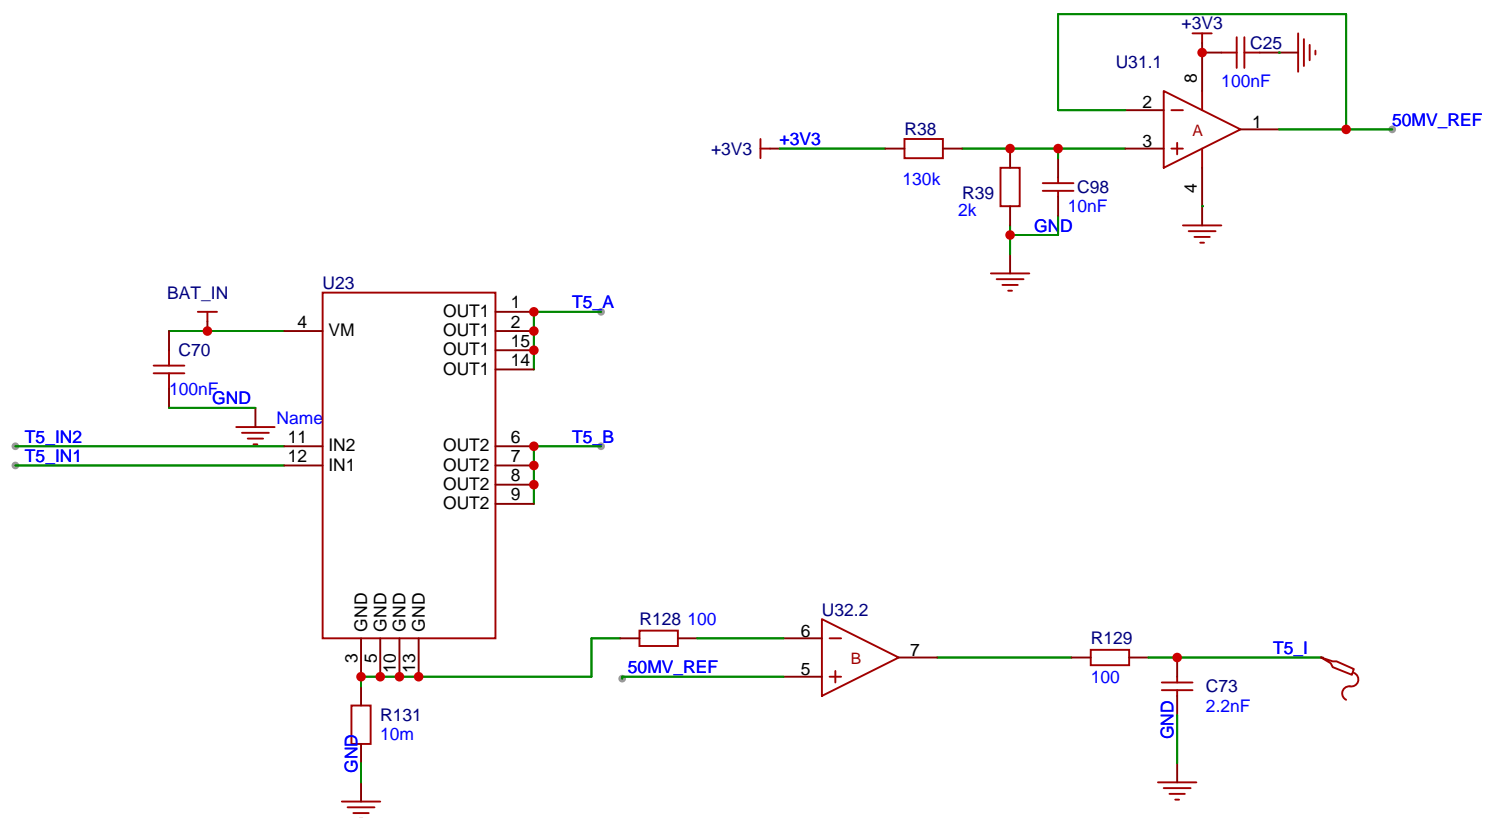 +3V3
C25
100nF
U31.1
8
2
3
A
1
4
50MV_REF
+3V3
+3V3
R38
130k
R39
2k
C98
10nF
GND
U23
BAT_IN
C70
100nF
GND
Name
T5_IN2
T5_IN1
4
VM
11
IN2
12
IN1
OUT1
1
OUT1
2
OUT1
15
OUT1
14
T5_A
OUT2
6
OUT2
7
OUT2
8
OUT2
9
T5_B
GND
GND
GND
GND
3
5
10
13
R131
10m
GND
R128 100
50MV_REF
U32.2
6
5
B
7
R129
100
T5_I
C73
2.2nF
GND